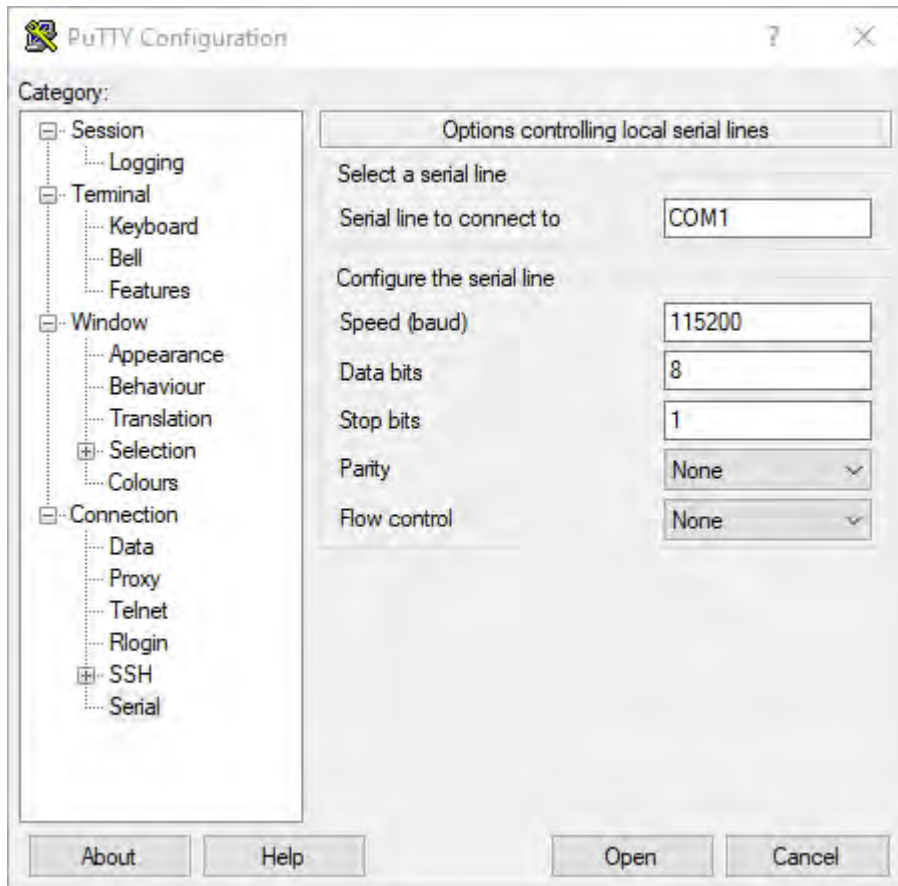 PuTTY Configuration
?
Category:
Session
Logging
Terminal
Keyboard
Bell
Features
Window
Appearance
Behaviour
Translation
Selection
Colours
Connection
Data
Proxy
Telnet
Rlogin
SSH
Serial
Options controlling local serial lines
Select a serial line
Serial line to connect to COM1
Configure the serial line
Speed (baud) 115200
Data bits 8
Stop bits 1
Parity None
Flow control None
About Help Open Cancel